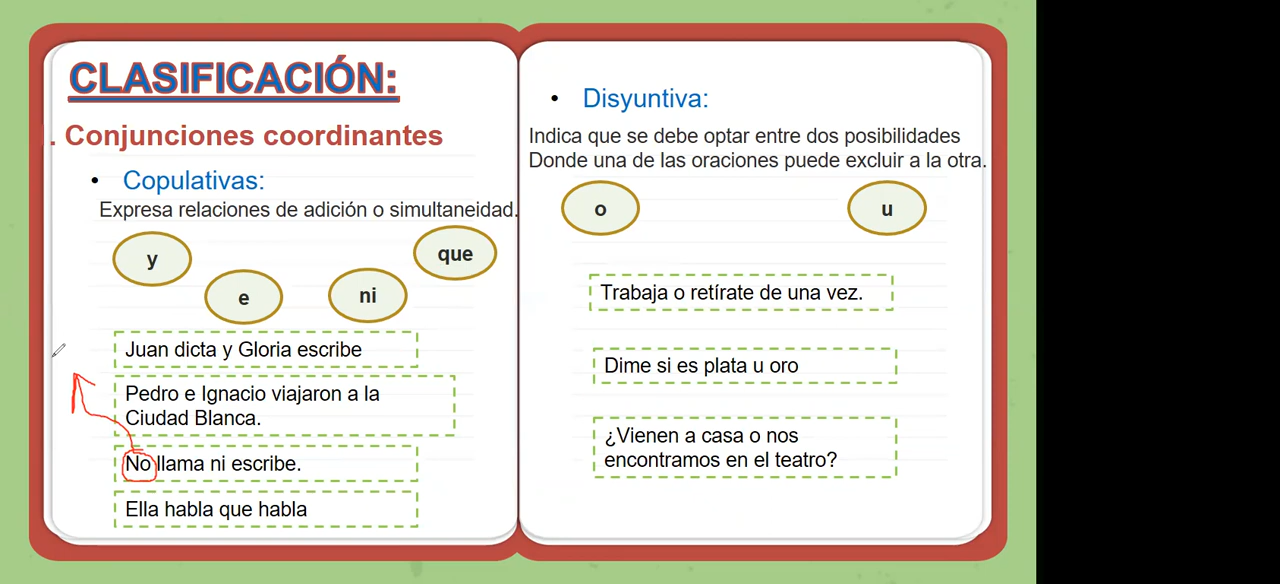 CLASIFICACIÓN:
. Conjunciones coordinantes
• Copulativas:
Expresa relaciones de adición o simultaneidad.
y
e
ni
que
Juan dicta y Gloria escribe
Pedro e Ignacio viajaron a la
Ciudad Blanca.
No llama ni escribe.
Ella habla que habla
• Disyuntiva:
Indica que se debe optar entre dos posibilidades
Donde una de las oraciones puede excluir a la otra.
o
u
Trabaja o retírate de una vez.
Dime si es plata u oro
¿Vienen a casa o nos
encontramos en el teatro?